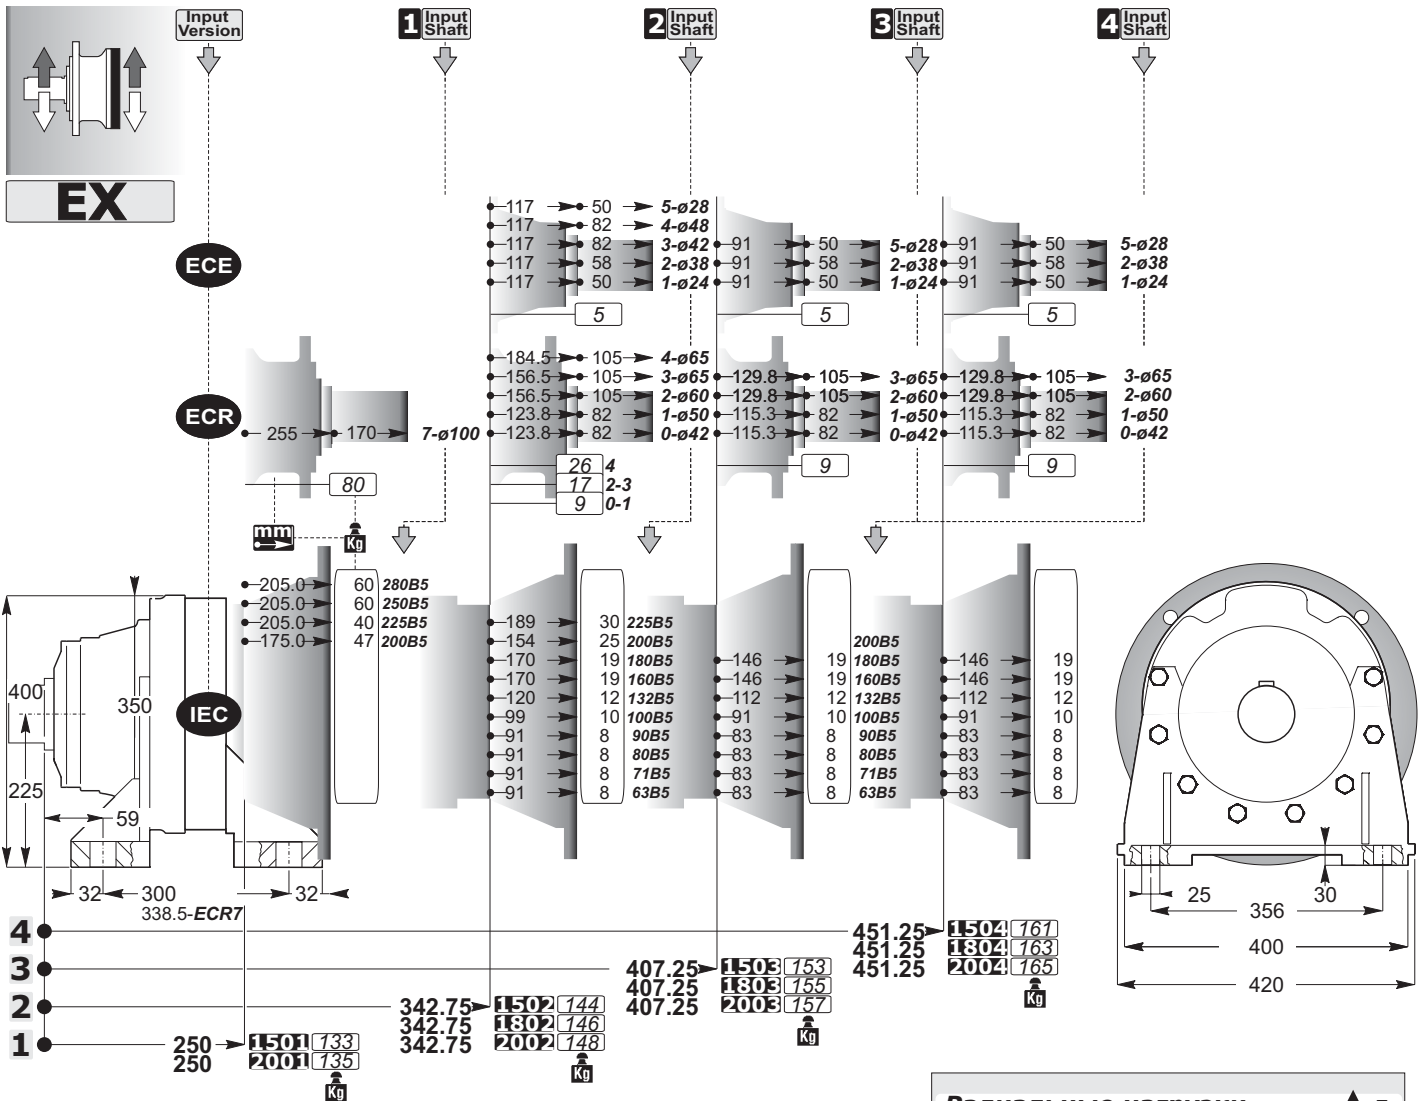 Input Version
1 Input Shaft
2 Input Shaft
3 Input Shaft
4 Input Shaft
EX
ECE
117 50 5-ø28
117 82 4-ø48
117 82 3-ø42 91 50 5-ø28 91 50 5-ø28
117 58 2-ø38 91 58 2-ø38 91 58 2-ø38
117 50 1-ø24 91 50 1-ø24 91 50 1-ø24
5 5 5
ECR
184.5 105 4-ø65
156.5 105 3-ø65 129.8 105 3-ø65 129.8 105 3-ø65
156.5 105 2-ø60 129.8 105 2-ø60 129.8 105 2-ø60
123.8 82 1-ø50 115.3 82 1-ø50 115.3 82 1-ø50
255 170 7-ø100 123.8 82 0-ø42 115.3 82 0-ø42 115.3 82 0-ø42
26 4 9 9
80 17 2-3
9 0-1
mm Kg
IEC
205.0 60 280B5
205.0 60 250B5
205.0 40 225B5 189 30 225B5
175.0 47 200B5 154 25 200B5 200B5
170 19 180B5 146 19 180B5 146 19
170 19 160B5 146 19 160B5 146 19
120 12 132B5 112 12 132B5 112 12
99 10 100B5 91 10 100B5 91 10
91 8 90B5 83 8 90B5 83 8
91 8 80B5 83 8 80B5 83 8
91 8 71B5 83 8 71B5 83 8
91 8 63B5 83 8 63B5 83 8
400
350
225
59
32 300 32
338.5-ECR7
25 30
356
400
420
4 451.25 1504 161
451.25 1804 163
451.25 2004 165
Kg
3 407.25 1503 153
407.25 1803 155
407.25 2003 157
Kg
2 342.75 1502 144
342.75 1802 146
342.75 2002 148
Kg
1 250 1501 133
250 2001 135
Kg